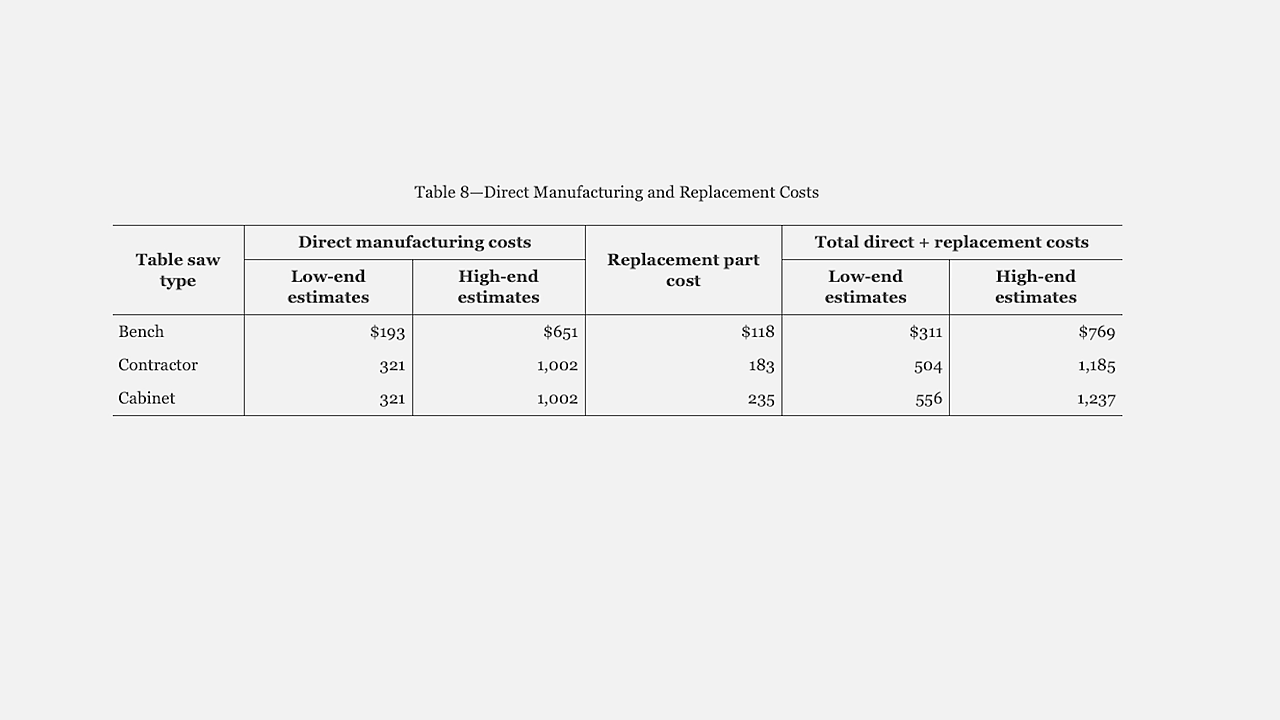 Table 8—Direct Manufacturing and Replacement Costs
Table saw type
Direct manufacturing costs
Replacement part cost
Total direct + replacement costs
Low-end estimates
High-end estimates
Low-end estimates
High-end estimates
Bench $193 $651 $118 $311 $769
Contractor 321 1,002 183 504 1,185
Cabinet 321 1,002 235 556 1,237